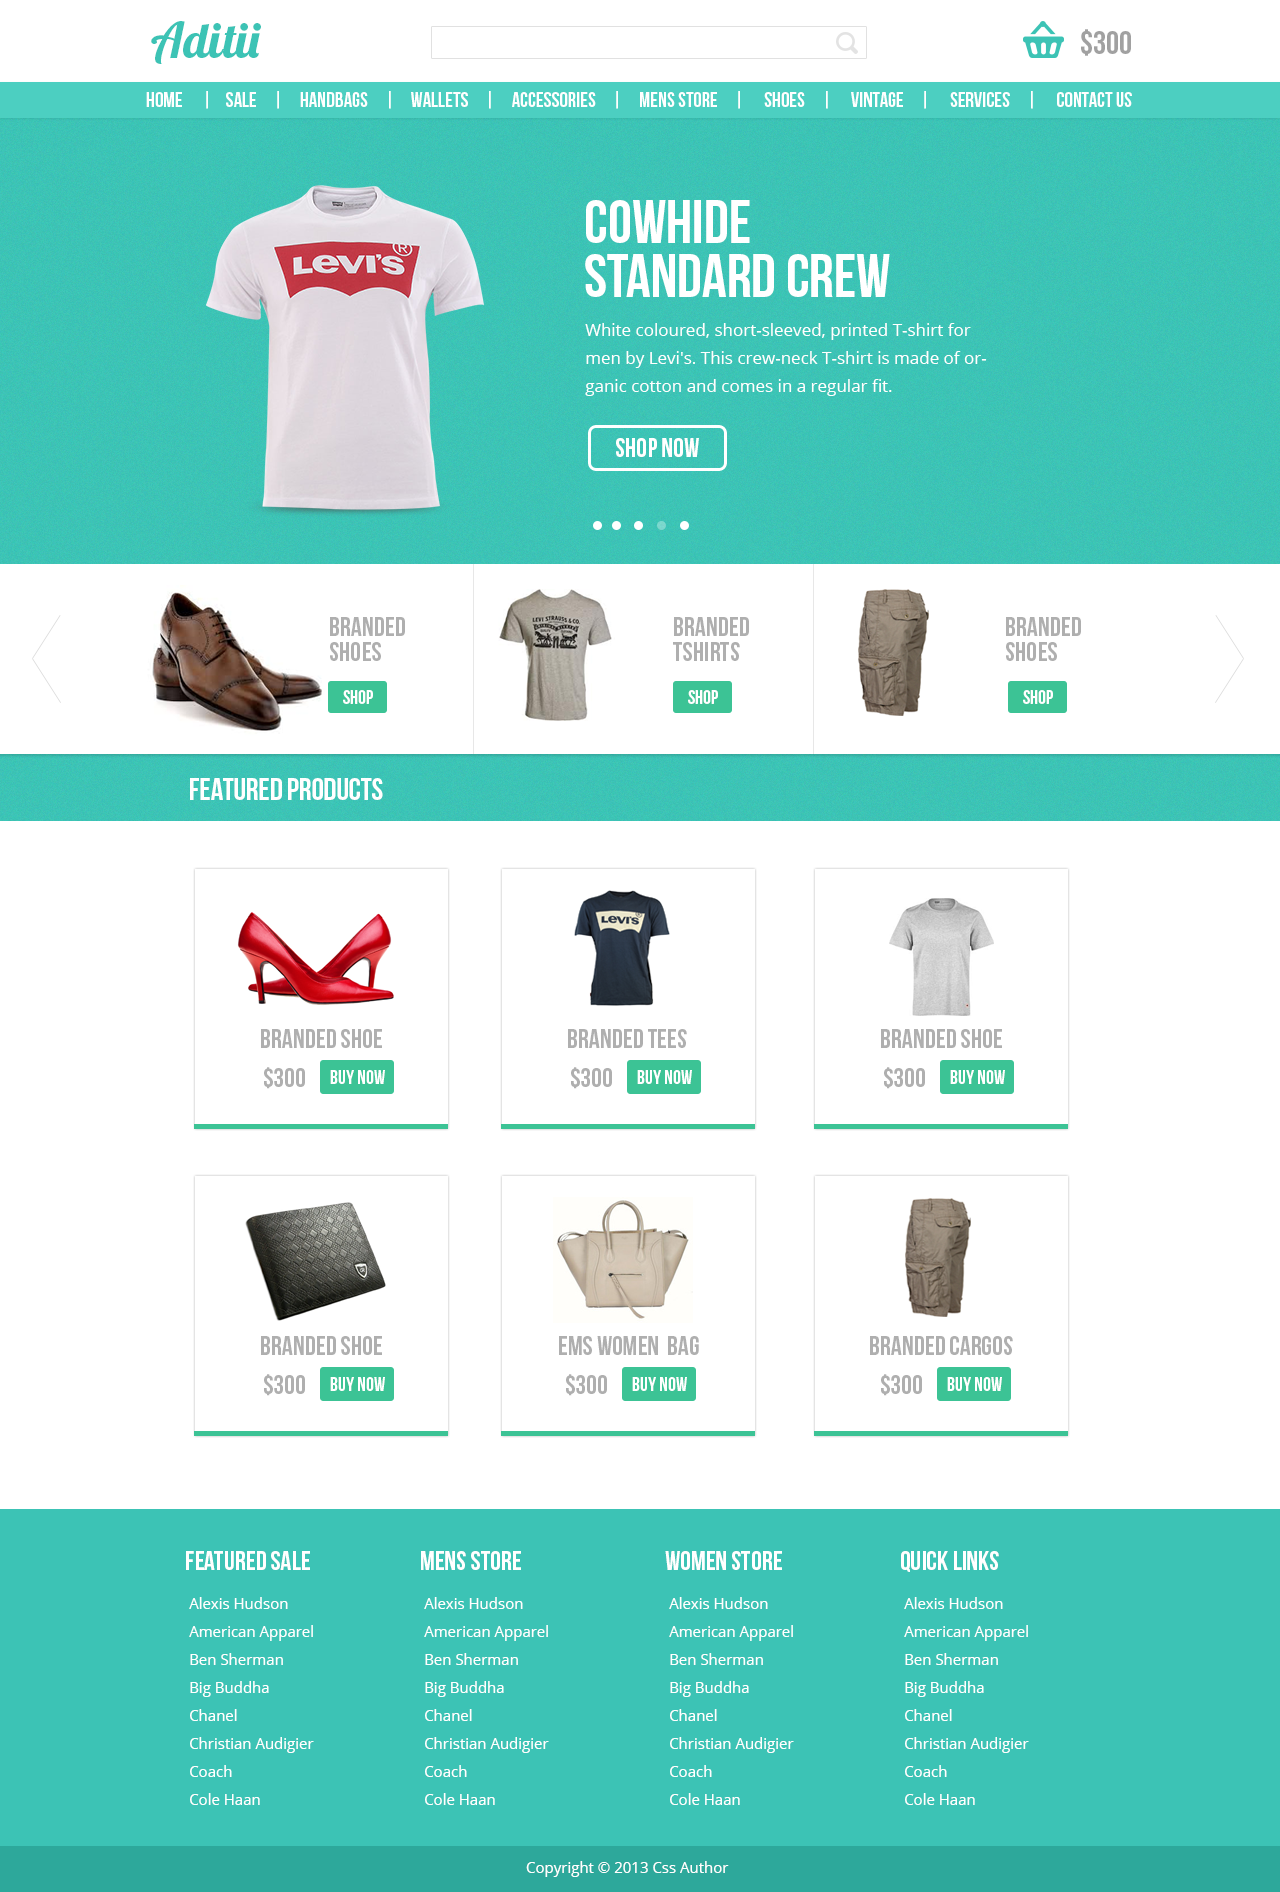 Aditii
$300
HOME | SALE | HANDBAGS | WALLETS | ACCESSORIES | MENS STORE | SHOES | VINTAGE | SERVICES | CONTACT US
LEVI'S ®
COWHIDE
STANDARD CREW
White coloured, short-sleeved, printed T-shirt for
men by Levi's. This crew-neck T-shirt is made of or-
ganic cotton and comes in a regular fit.
SHOP NOW
BRANDED
SHOES
SHOP
LEVI STRAUSS & CO.
BRANDED
TSHIRTS
SHOP
BRANDED
SHOES
SHOP
FEATURED PRODUCTS
BRANDED SHOE
$300 BUY NOW
LEVI'S
BRANDED TEES
$300 BUY NOW
BRANDED SHOE
$300 BUY NOW
BRANDED SHOE
$300 BUY NOW
EMS WOMEN BAG
$300 BUY NOW
BRANDED CARGOS
$300 BUY NOW
FEATURED SALE
Alexis Hudson
American Apparel
Ben Sherman
Big Buddha
Chanel
Christian Audigier
Coach
Cole Haan
MENS STORE
Alexis Hudson
American Apparel
Ben Sherman
Big Buddha
Chanel
Christian Audigier
Coach
Cole Haan
WOMEN STORE
Alexis Hudson
American Apparel
Ben Sherman
Big Buddha
Chanel
Christian Audigier
Coach
Cole Haan
QUICK LINKS
Alexis Hudson
American Apparel
Ben Sherman
Big Buddha
Chanel
Christian Audigier
Coach
Cole Haan
Copyright © 2013 Css Author